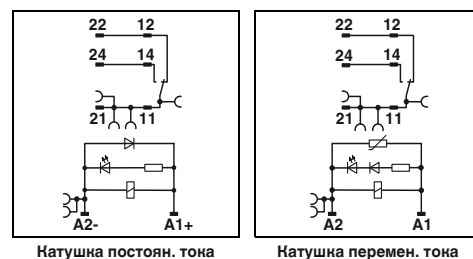 22 12
24 14
21 11
A2- A1+
Катушка постоян. тока
22 12
24 14
21 11
A2 A1
Катушка перемен. тока